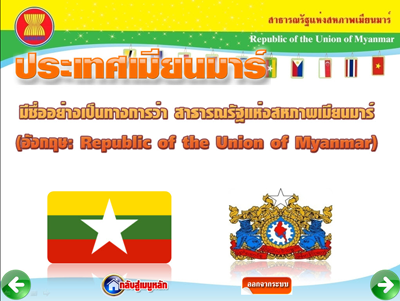 สาธารณรัฐแห่งสหภาพเมียนมาร์
Republic of the Union of Myanmar
ประเทศเมียนมาร์
มีชื่ออย่างเป็นทางการว่า สาธารณรัฐแห่งสหภาพเมียนมาร์
(อังกฤษ: Republic of the Union of Myanmar)
กลับสู่เมนูหลัก
ออกจากระบบ